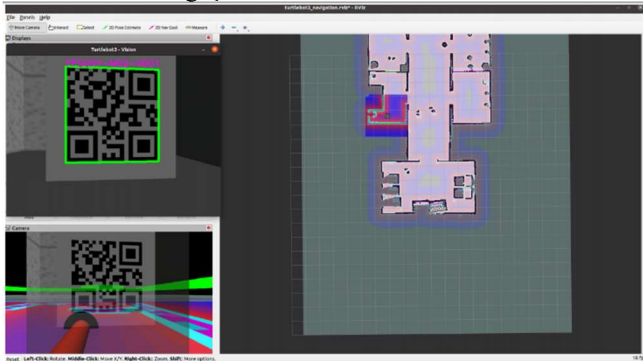 turtlebot3_navigation.rviz* - RViz
File Panels Help
Move Camera Interact Select 2D Pose Estimate 2D Nav Goal Measure
Displays
Turtlebot3 - Vision
Camera
Reset Left-Click: Rotate. Middle-Click: Move X/Y. Right-Click: Zoom. Shift: More options.